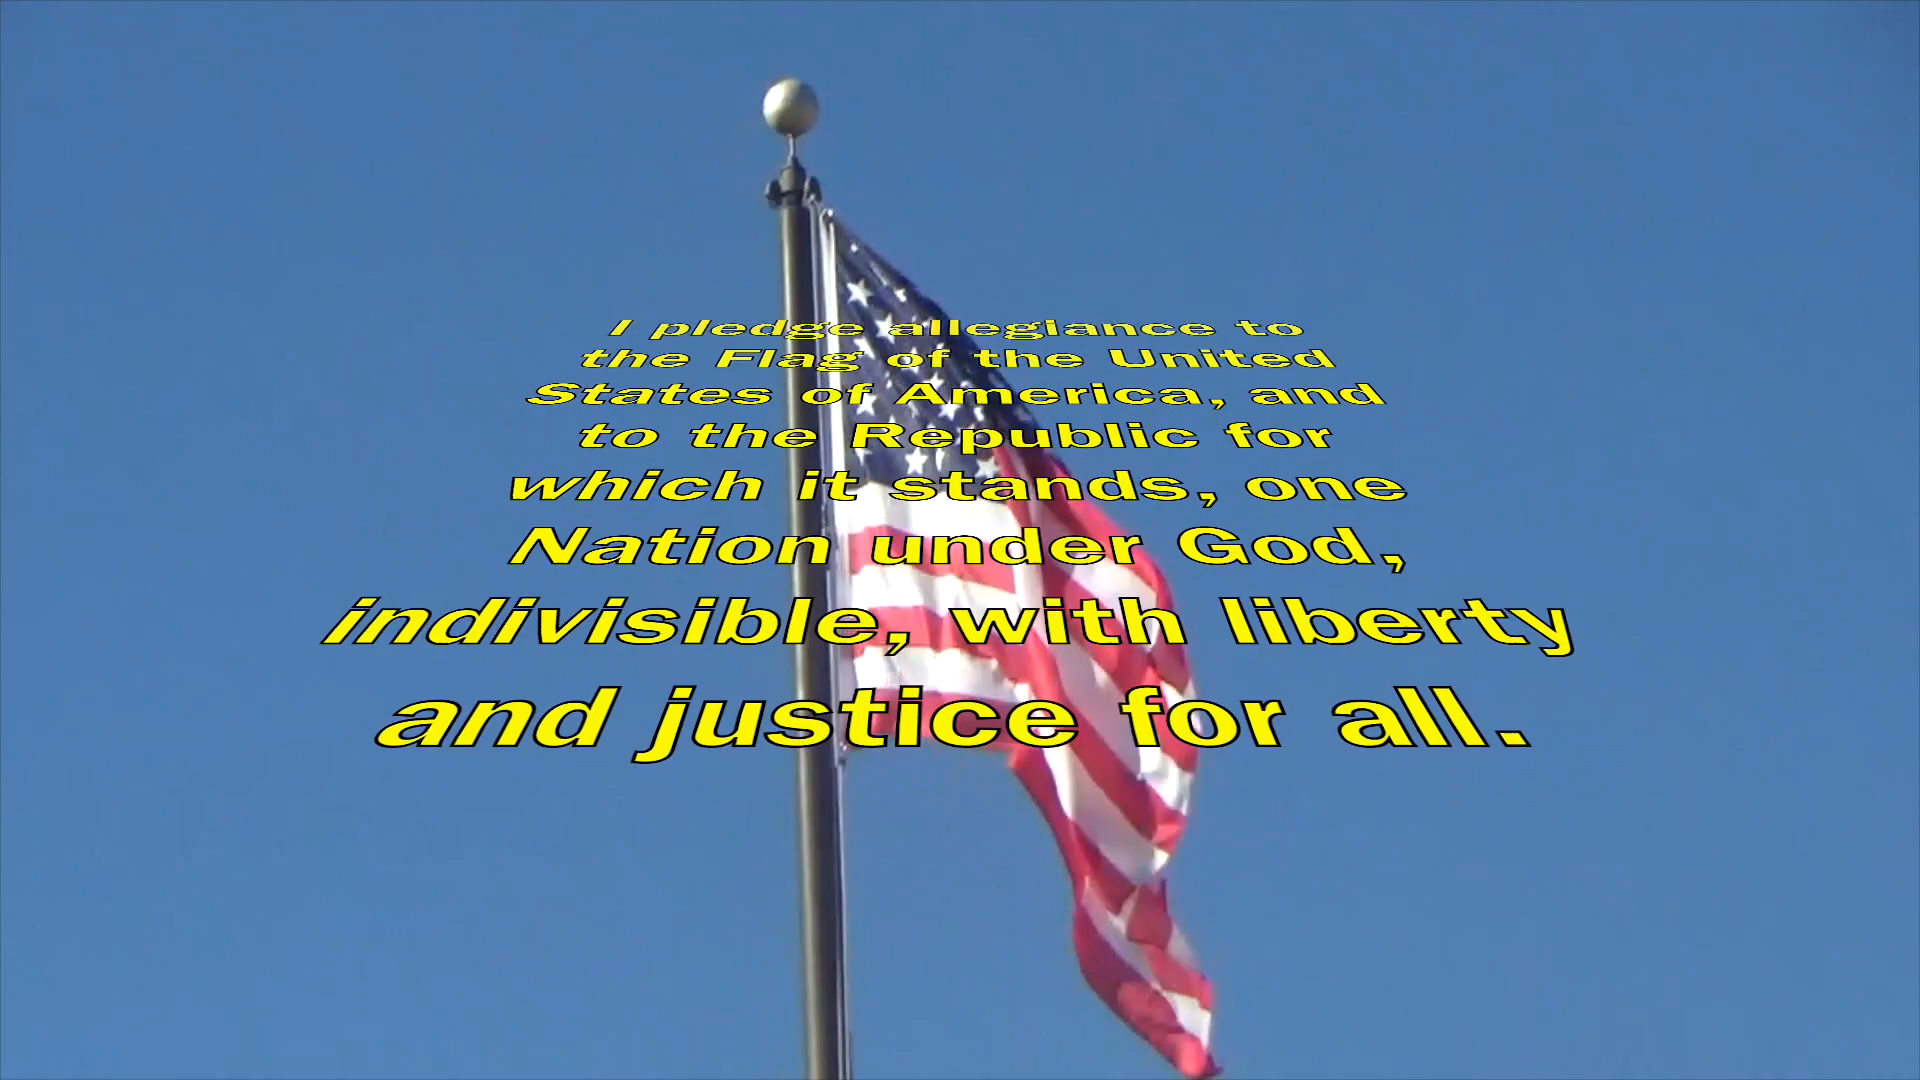 I pledge allegiance to
the Flag of the United
States of America, and
to the Republic for
which it stands, one
Nation under God,
indivisible, with liberty
and justice for all.